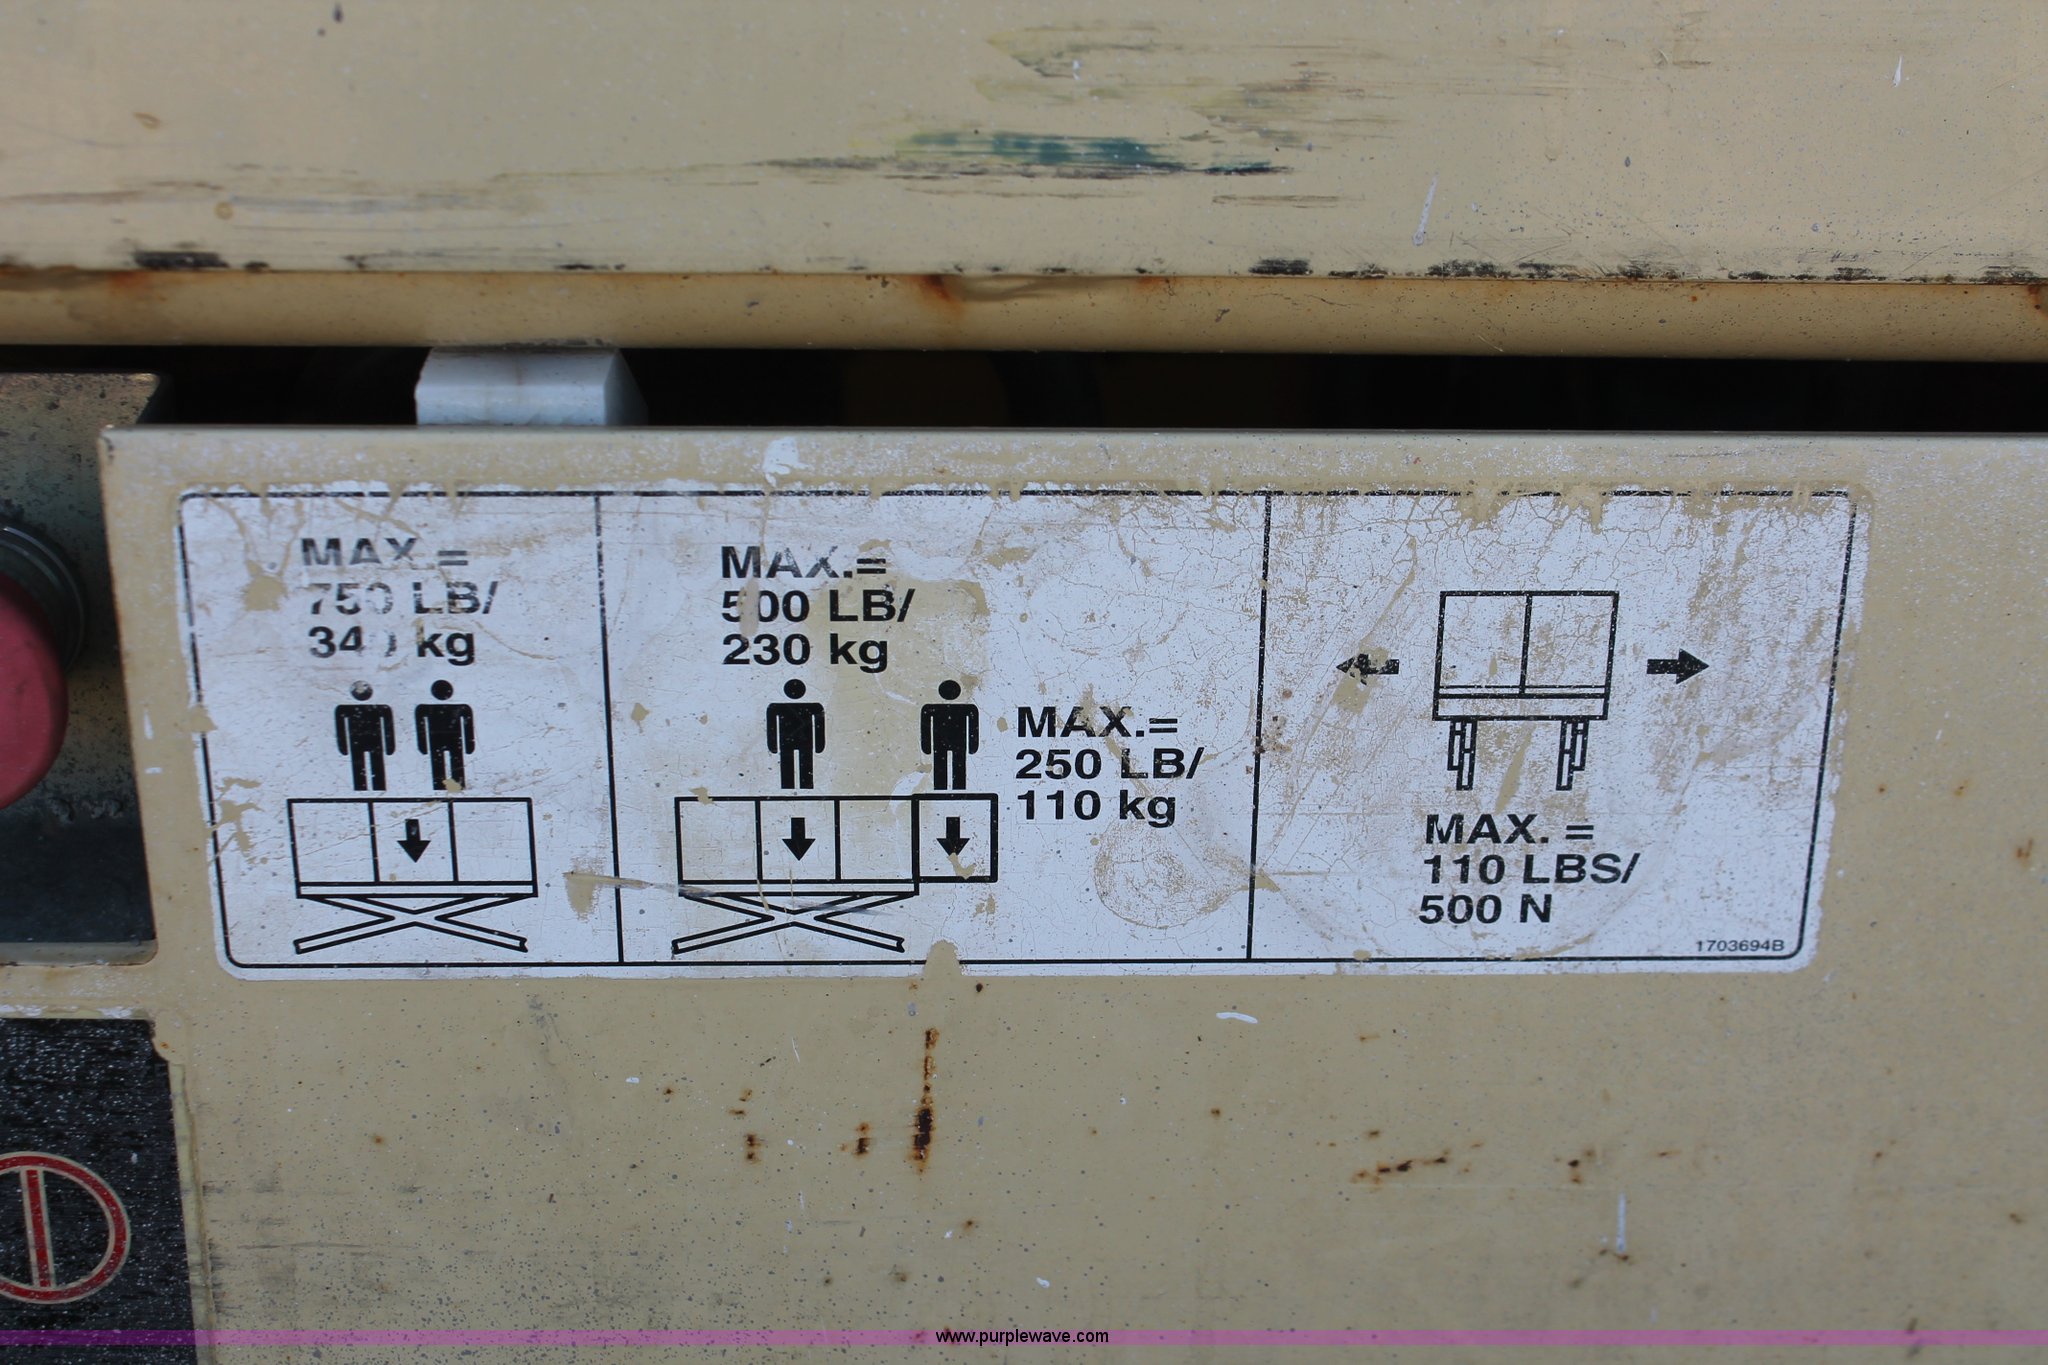 MAX.=
750 LB/
340 kg
MAX.=
500 LB/
230 kg
MAX.=
250 LB/
110 kg
MAX. =
110 LBS/
500 N
1703694B
www.purplewave.com